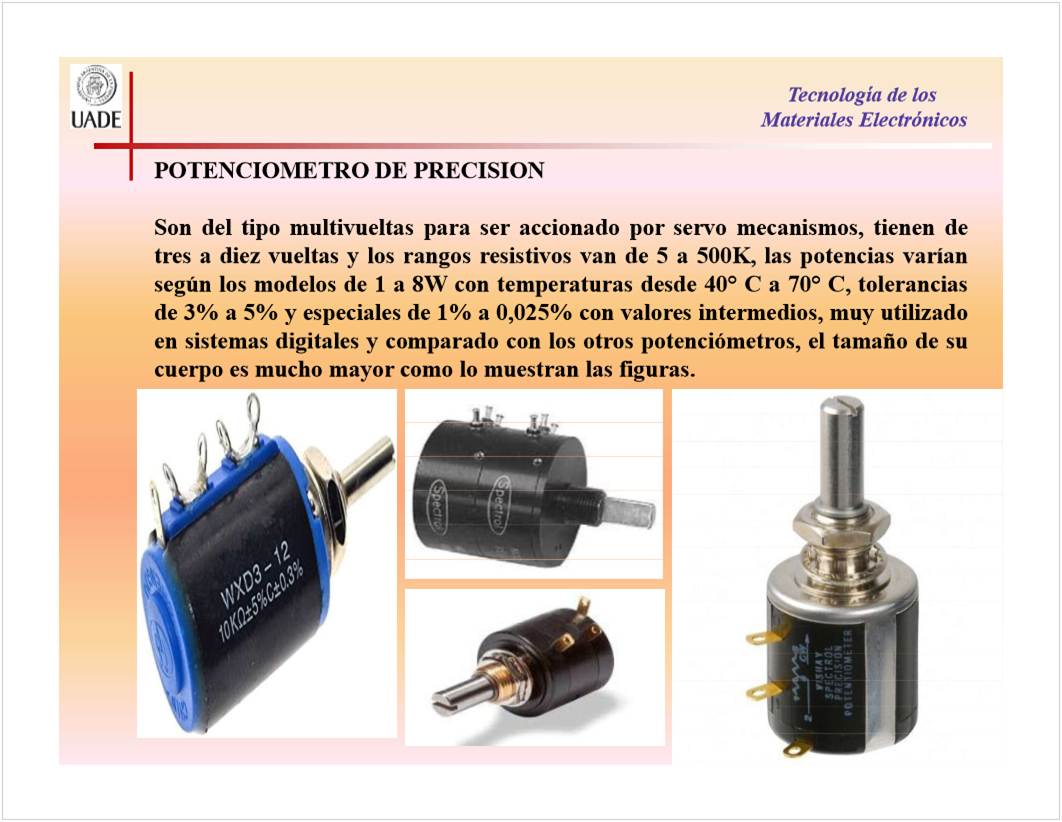 UADE
Tecnología de los
Materiales Electrónicos
POTENCIOMETRO DE PRECISION
Son del tipo multivueltas para ser accionado por servo mecanismos, tienen de
tres a diez vueltas y los rangos resistivos van de 5 a 500K, las potencias varían
según los modelos de 1 a 8W con temperaturas desde 40° C a 70° C, tolerancias
de 3% a 5% y especiales de 1% a 0,025% con valores intermedios, muy utilizado
en sistemas digitales y comparado con los otros potenciómetros, el tamaño de su
cuerpo es mucho mayor como lo muestran las figuras.
WXD3-12
10KΩ±5%C±0.3%
Spectrol
Spectrol
VISHAY
SPECTROL
PRECISION
POTENTIOMETER